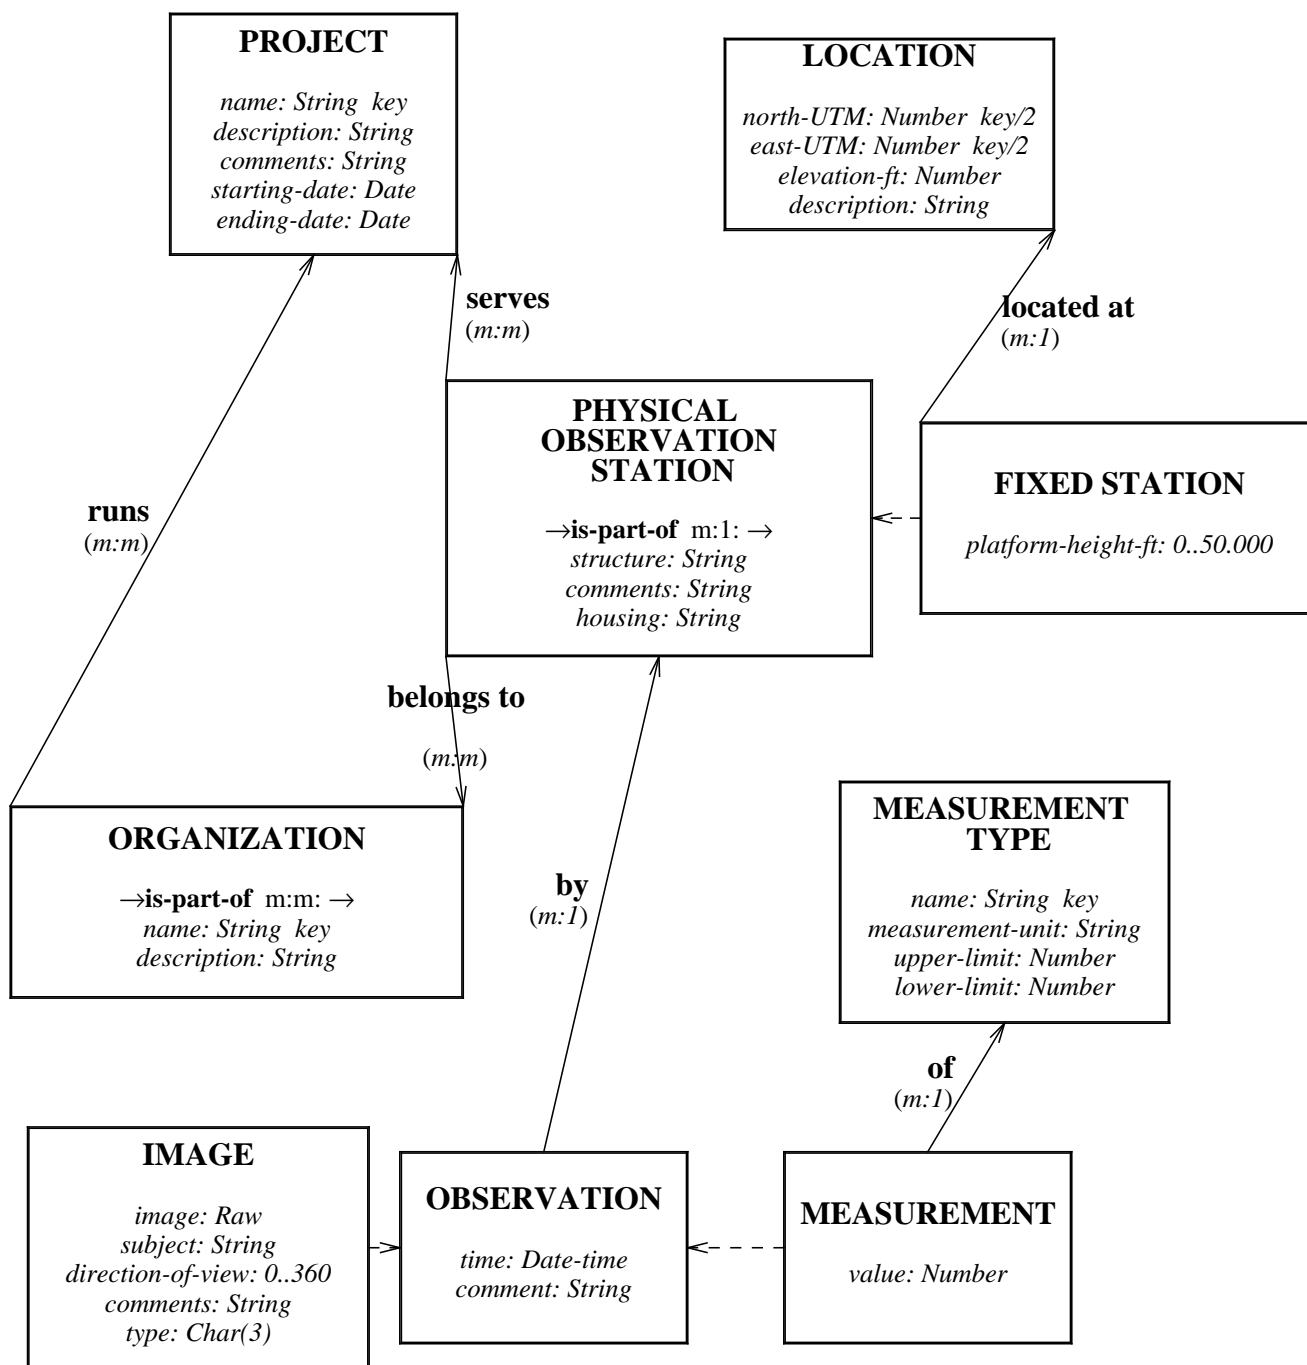 PROJECT
name: String key
description: String
comments: String
starting-date: Date
ending-date: Date
LOCATION
north-UTM: Number key/2
east-UTM: Number key/2
elevation-ft: Number
description: String
serves
(m:m)
located at
(m:1)
PHYSICAL
OBSERVATION
STATION
→is-part-of m:1: →
structure: String
comments: String
housing: String
FIXED STATION
platform-height-ft: 0..50.000
runs
(m:m)
belongs to
(m:m)
ORGANIZATION
→is-part-of m:m: →
name: String key
description: String
by
(m:1)
MEASUREMENT
TYPE
name: String key
measurement-unit: String
upper-limit: Number
lower-limit: Number
of
(m:1)
IMAGE
image: Raw
subject: String
direction-of-view: 0..360
comments: String
type: Char(3)
OBSERVATION
time: Date-time
comment: String
MEASUREMENT
value: Number